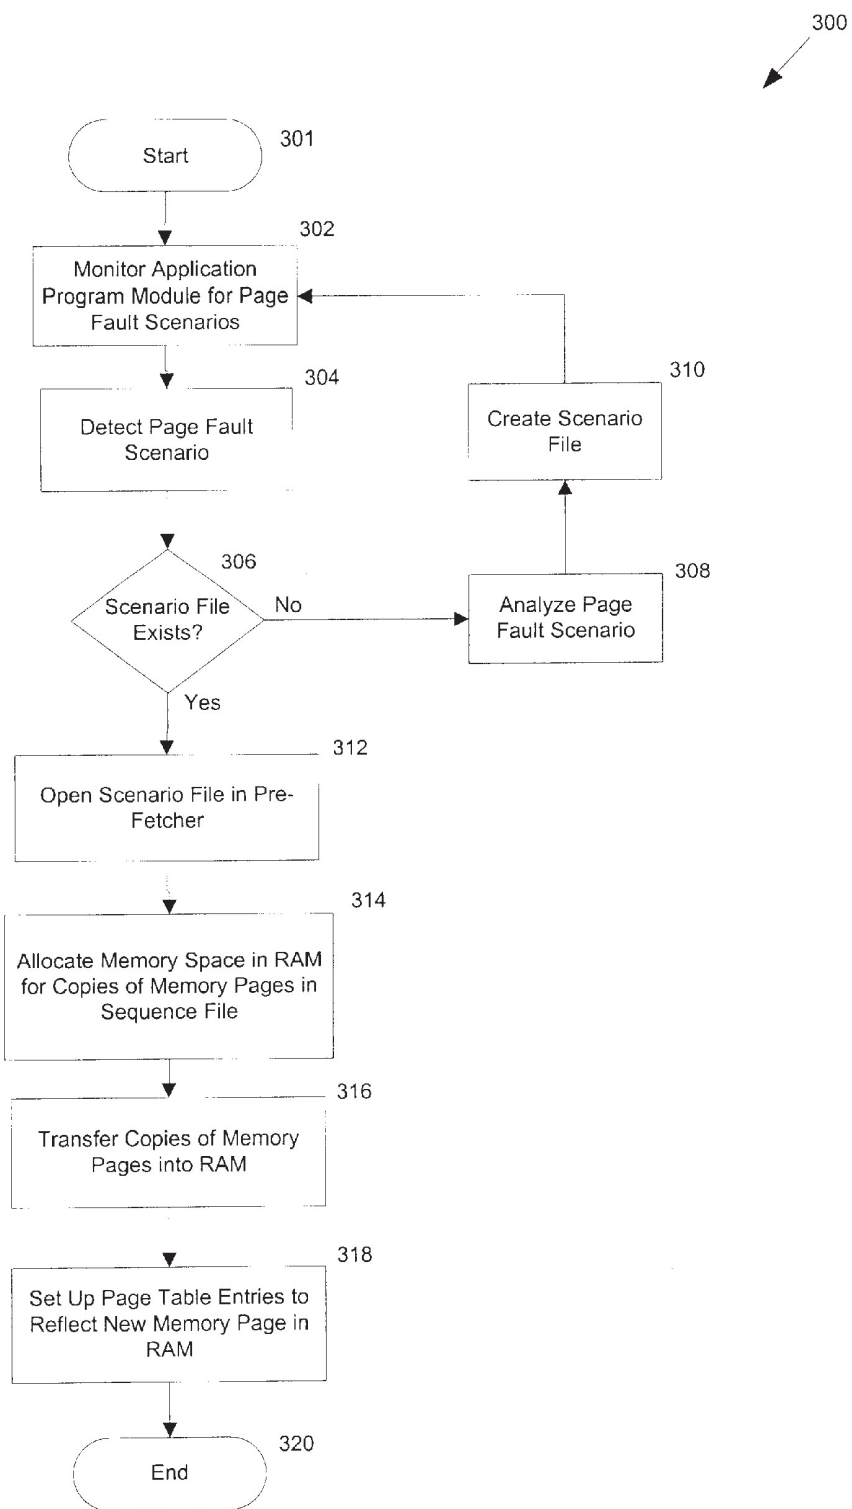 300
Start
301
302
Monitor Application
Program Module for Page
Fault Scenarios
304
Detect Page Fault
Scenario
310
Create Scenario
File
306
Scenario File
Exists?
No
308
Analyze Page
Fault Scenario
Yes
312
Open Scenario File in Pre-
Fetcher
314
Allocate Memory Space in RAM
for Copies of Memory Pages in
Sequence File
316
Transfer Copies of Memory
Pages into RAM
318
Set Up Page Table Entries to
Reflect New Memory Page in
RAM
320
End